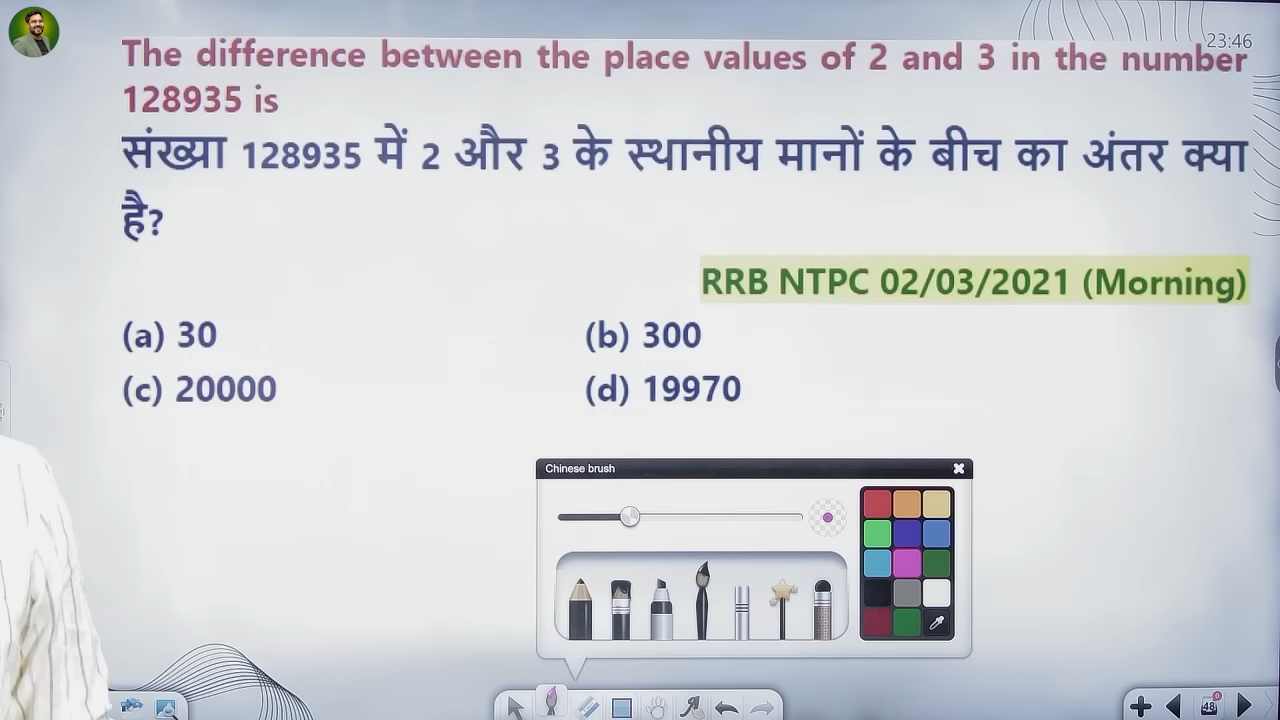 23:46
The difference between the place values of 2 and 3 in the number
128935 is
संख्या 128935 में 2 और 3 के स्थानीय मानों के बीच का अंतर क्या
है?
RRB NTPC 02/03/2021 (Morning)
(a) 30 (b) 300
(c) 20000 (d) 19970
Chinese brush
48
0